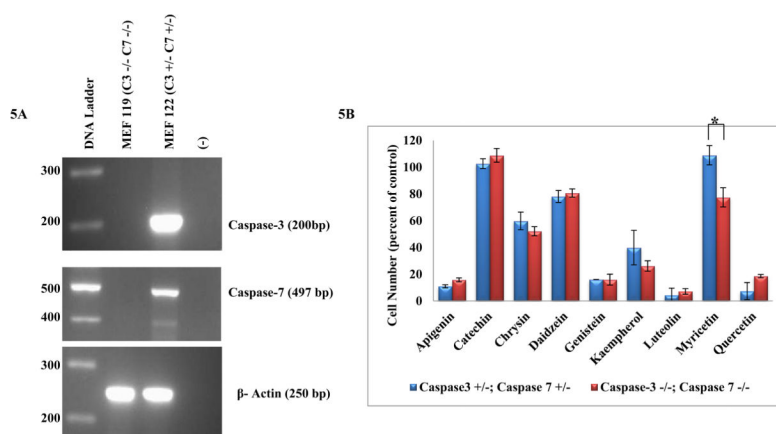 5A
DNA Ladder
MEF 119 (C3 -/- C7 -/-)
MEF 122 (C3 +/- C7 +/-)
(-)
300
200
Caspase-3 (200bp)
500
400
Caspase-7 (497 bp)
300
200
β- Actin (250 bp)
5B
Cell Number (percent of control)
120
100
80
60
40
20
0
*
Apigenin
Catechin
Chrysin
Daidzein
Genistein
Kaempherol
Luteolin
Myricetin
Quercetin
Caspase3 +/-; Caspase 7 +/-
Caspase-3 -/-; Caspase 7 -/-